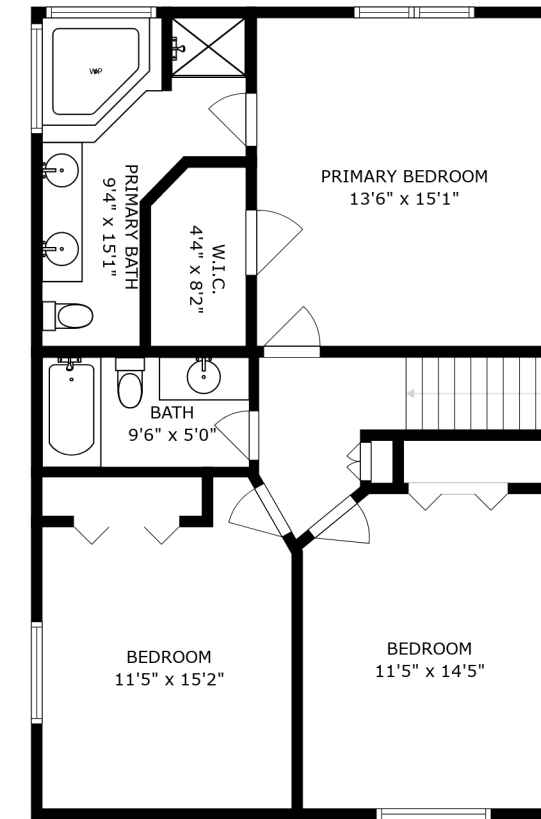 W/P
PRIMARY BEDROOM
13'6" x 15'1"
PRIMARY BATH
9'4" x 15'1"
W.I.C.
4'4" x 8'2"
BATH
9'6" x 5'0"
BEDROOM
11'5" x 15'2"
BEDROOM
11'5" x 14'5"